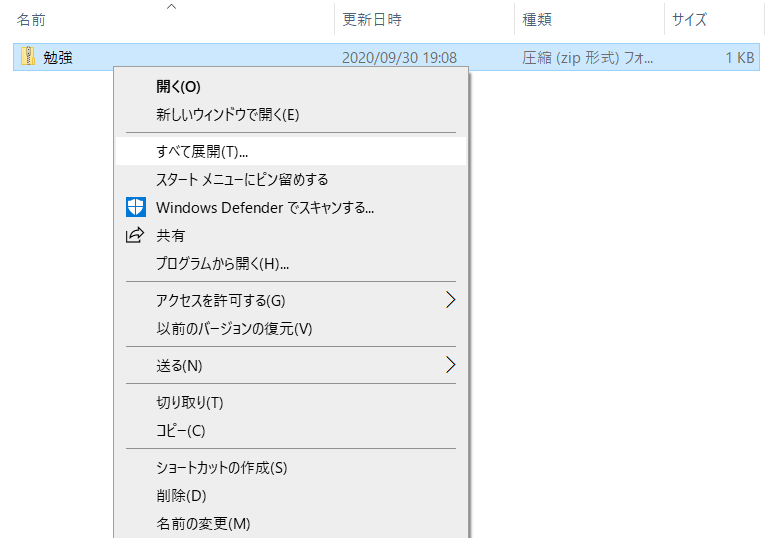 名前 更新日時 種類 サイズ
勉強 2020/09/30 19:08 圧縮 (zip 形式) フォ... 1 KB
開く(O)
新しいウィンドウで開く(E)
すべて展開(T)...
スタート メニューにピン留めする
Windows Defender でスキャンする...
共有
プログラムから開く(H)...
アクセスを許可する(G)
以前のバージョンの復元(V)
送る(N)
切り取り(T)
コピー(C)
ショートカットの作成(S)
削除(D)
名前の変更(M)